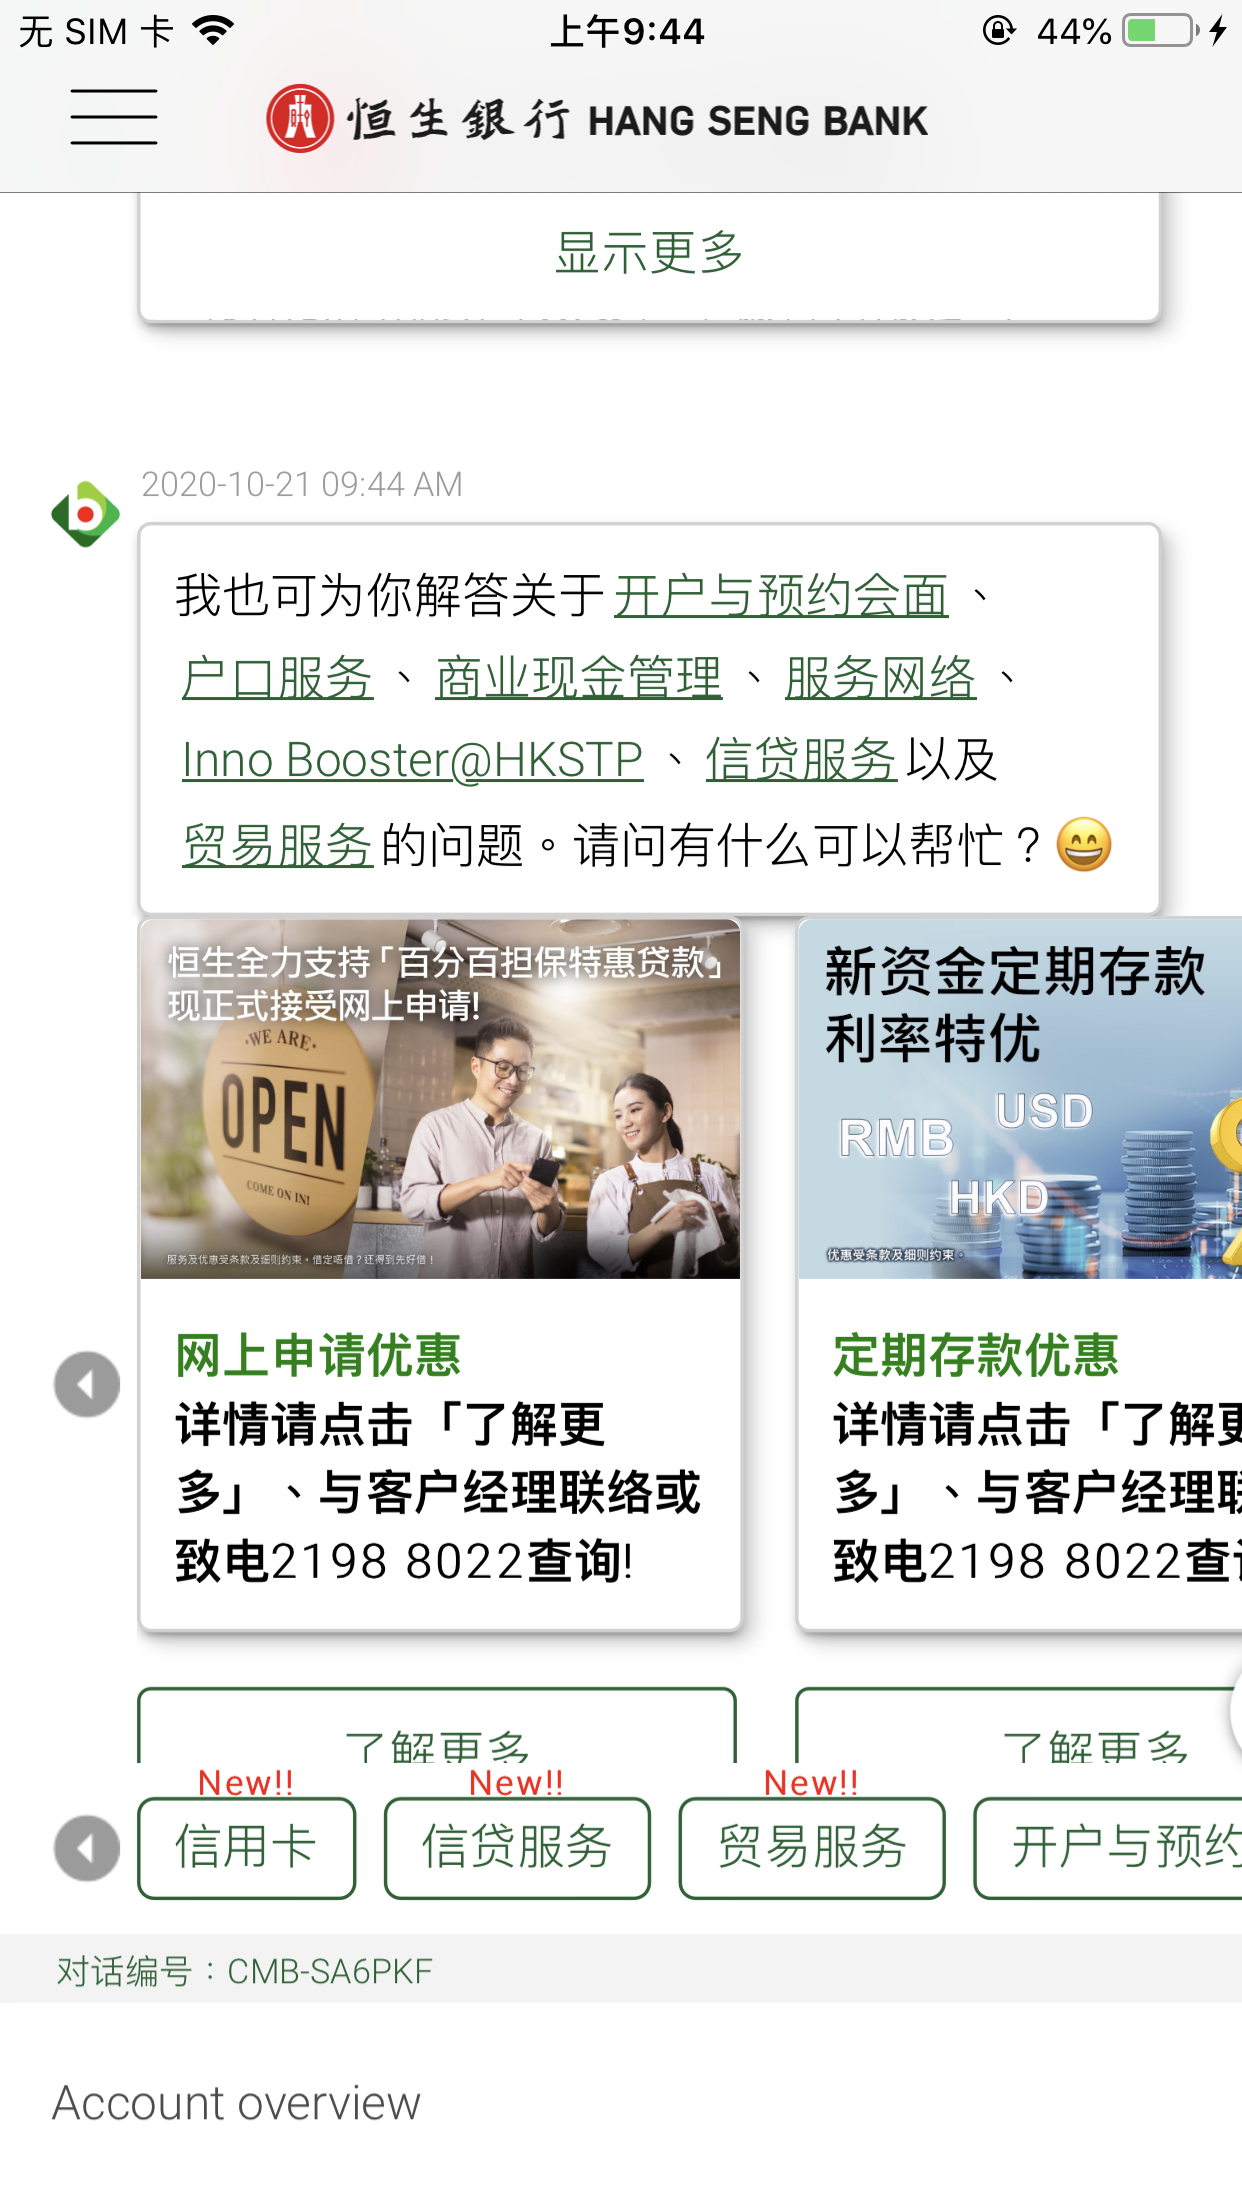 无 SIM 卡
上午9:44
44%
恒生銀行 HANG SENG BANK
显示更多
2020-10-21 09:44 AM
我也可为你解答关于 开户与预约会面 、
户口服务 、 商业现金管理 、 服务网络 、
Inno Booster@HKSTP 、 信贷服务 以及
贸易服务 的问题。请问有什么可以帮忙？😄
恒生全力支持「百分百担保特惠贷款」
现正式接受网上申请!
·WE ARE·
OPEN
COME ON IN!
服务及优惠受条款及细则约束。借定唔借？还得到先好借！
网上申请优惠
详情请点击「了解更
多」、与客户经理联络或
致电2198 8022查询!
新资金定期存款
利率特优
RMB
USD
HKD
优惠受条款及细则约束。
定期存款优惠
详情请点击「了解更
多」、与客户经理联
致电2198 8022查询
了解更多
了解更多
New!!
New!!
New!!
信用卡
信贷服务
贸易服务
开户与预约
对话编号：CMB-SA6PKF
Account overview